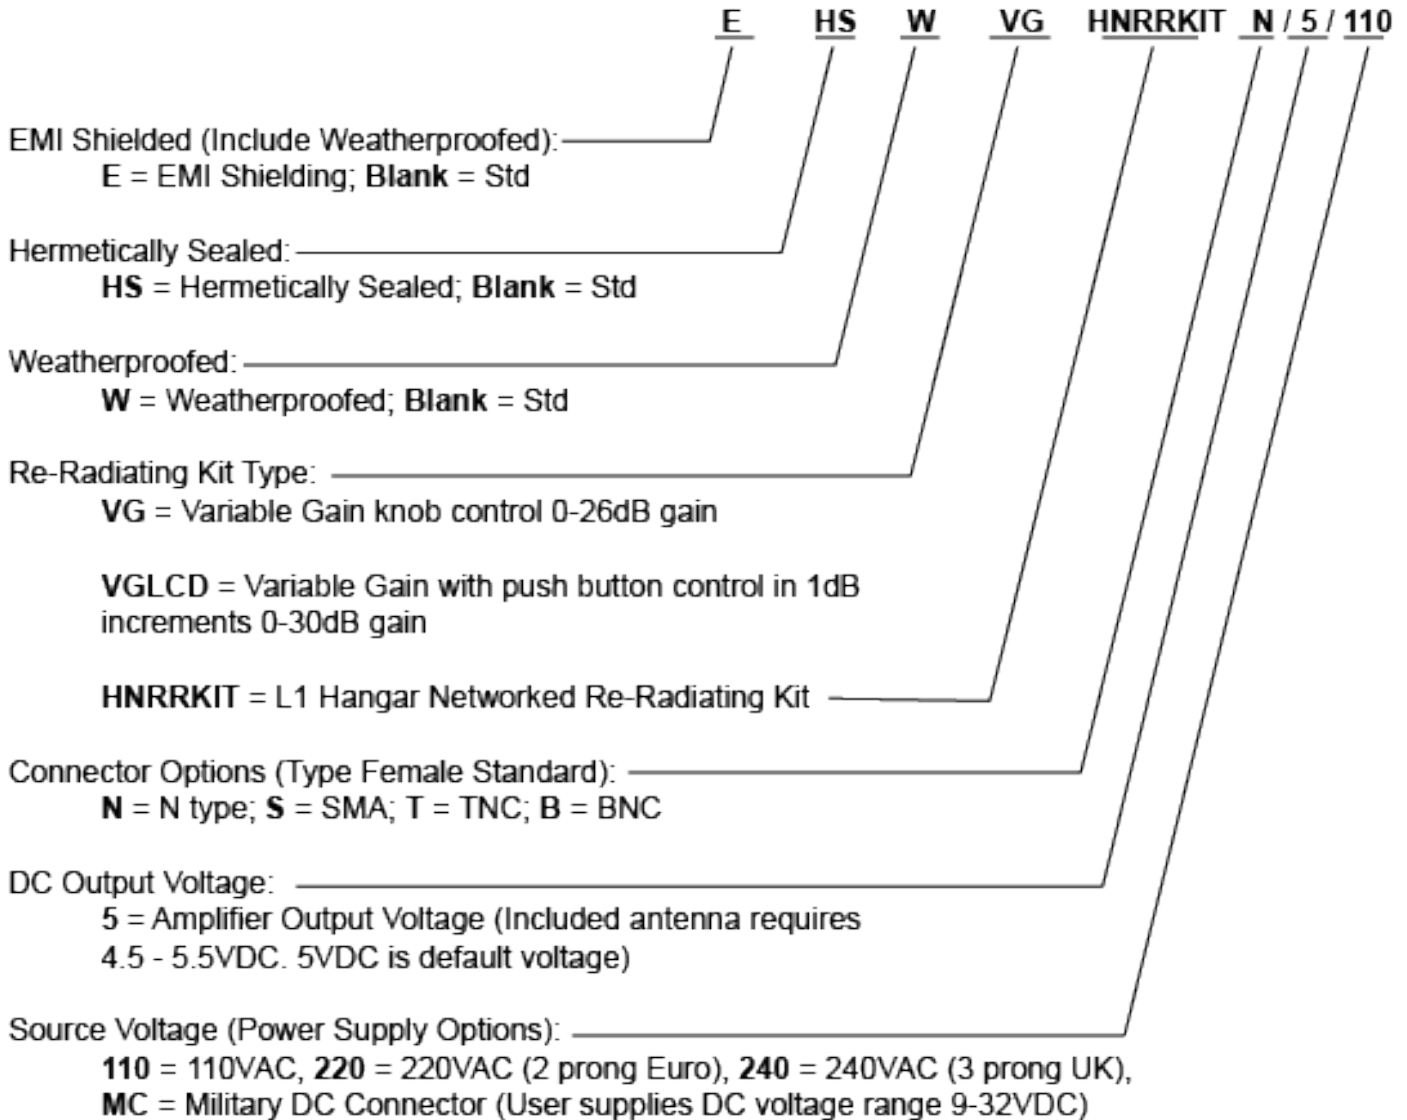 E HS W VG HNRRKIT N / 5 / 110
EMI Shielded (Include Weatherproofed):
E = EMI Shielding; Blank = Std
Hermetically Sealed:
HS = Hermetically Sealed; Blank = Std
Weatherproofed:
W = Weatherproofed; Blank = Std
Re-Radiating Kit Type:
VG = Variable Gain knob control 0-26dB gain
VGLCD = Variable Gain with push button control in 1dB
increments 0-30dB gain
HNRRKIT = L1 Hangar Networked Re-Radiating Kit
Connector Options (Type Female Standard):
N = N type; S = SMA; T = TNC; B = BNC
DC Output Voltage:
5 = Amplifier Output Voltage (Included antenna requires
4.5 - 5.5VDC. 5VDC is default voltage)
Source Voltage (Power Supply Options):
110 = 110VAC, 220 = 220VAC (2 prong Euro), 240 = 240VAC (3 prong UK),
MC = Military DC Connector (User supplies DC voltage range 9-32VDC)